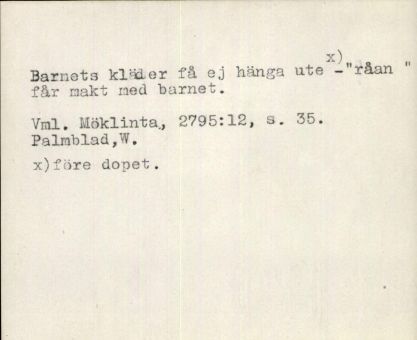 Barnets kläder få ej hänga ute x)-"råan "
får makt med barnet.
Vml. Möklinta, 2795:12, s. 35.
Palmblad,W.
x)före dopet.